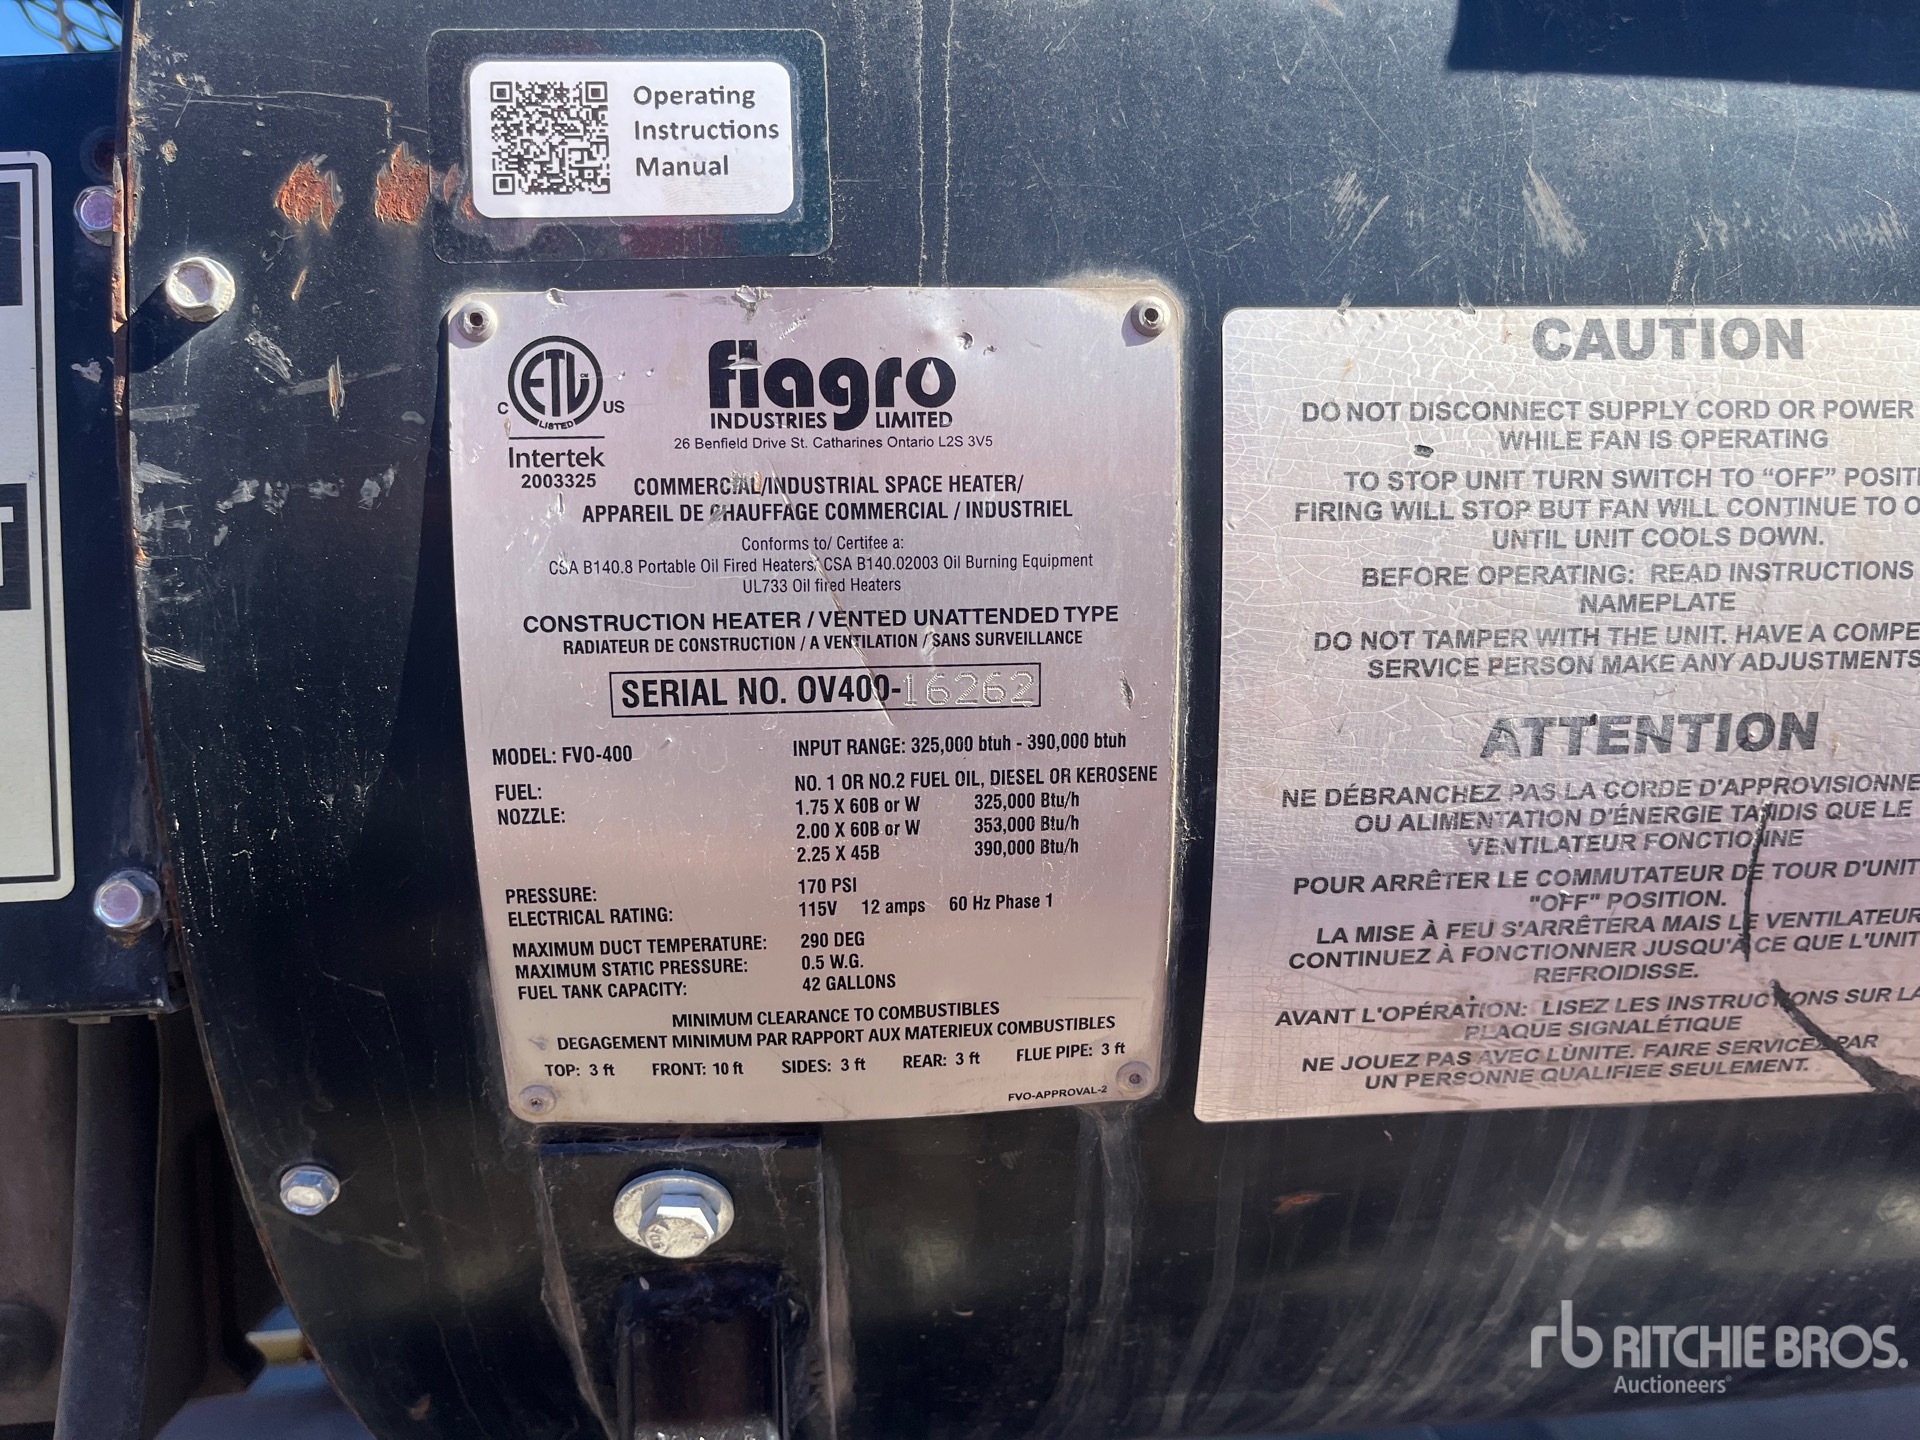 Operating
Instructions
Manual
ETL CM
LISTED
C US
Intertek
2003325
flagro
INDUSTRIES LIMITED
26 Benfield Drive St. Catharines Ontario L2S 3V5
COMMERCIAL/INDUSTRIAL SPACE HEATER/
APPAREIL DE CHAUFFAGE COMMERCIAL / INDUSTRIEL
Conforms to/ Certifee a:
CSA B140.8 Portable Oil Fired Heaters, CSA B140.02003 Oil Burning Equipment
UL733 Oil fired Heaters
CONSTRUCTION HEATER / VENTED UNATTENDED TYPE
RADIATEUR DE CONSTRUCTION / A VENTILATION / SANS SURVEILLANCE
SERIAL NO. OV400-16262
MODEL: FVO-400 INPUT RANGE: 325,000 btuh - 390,000 btuh
FUEL: NO. 1 OR NO.2 FUEL OIL, DIESEL OR KEROSENE
NOZZLE: 1.75 X 60B or W 325,000 Btu/h
2.00 X 60B or W 353,000 Btu/h
2.25 X 45B 390,000 Btu/h
PRESSURE: 170 PSI
ELECTRICAL RATING: 115V 12 amps 60 Hz Phase 1
MAXIMUM DUCT TEMPERATURE: 290 DEG
MAXIMUM STATIC PRESSURE: 0.5 W.G.
FUEL TANK CAPACITY: 42 GALLONS
MINIMUM CLEARANCE TO COMBUSTIBLES
DEGAGEMENT MINIMUM PAR RAPPORT AUX MATERIEUX COMBUSTIBLES
TOP: 3 ft FRONT: 10 ft SIDES: 3 ft REAR: 3 ft FLUE PIPE: 3 ft
FVO-APPROVAL-2
CAUTION
DO NOT DISCONNECT SUPPLY CORD OR POWER
WHILE FAN IS OPERATING
TO STOP UNIT TURN SWITCH TO “OFF” POSITI
FIRING WILL STOP BUT FAN WILL CONTINUE TO O
UNTIL UNIT COOLS DOWN.
BEFORE OPERATING: READ INSTRUCTIONS
NAMEPLATE
DO NOT TAMPER WITH THE UNIT. HAVE A COMPE
SERVICE PERSON MAKE ANY ADJUSTMENTS
ATTENTION
NE DÉBRANCHEZ PAS LA CORDE D'APPROVISIONNE
OU ALIMENTATION D'ÉNERGIE TANDIS QUE LE
VENTILATEUR FONCTIONNE
POUR ARRÊTER LE COMMUTATEUR DE TOUR D'UNIT
"OFF" POSITION.
LA MISE À FEU S'ARRÊTERA MAIS LE VENTILATEUR
CONTINUEZ À FONCTIONNER JUSQU'À CE QUE L'UNIT
REFROIDISSE.
AVANT L'OPÉRATION: LISEZ LES INSTRUCTIONS SUR LA
PLAQUE SIGNALÉTIQUE
NE JOUEZ PAS AVEC LÙNITE. FAIRE SERVICE PAR
UN PERSONNE QUALIFIEE SEULEMENT.
rb RITCHIE BROS.
Auctioneers